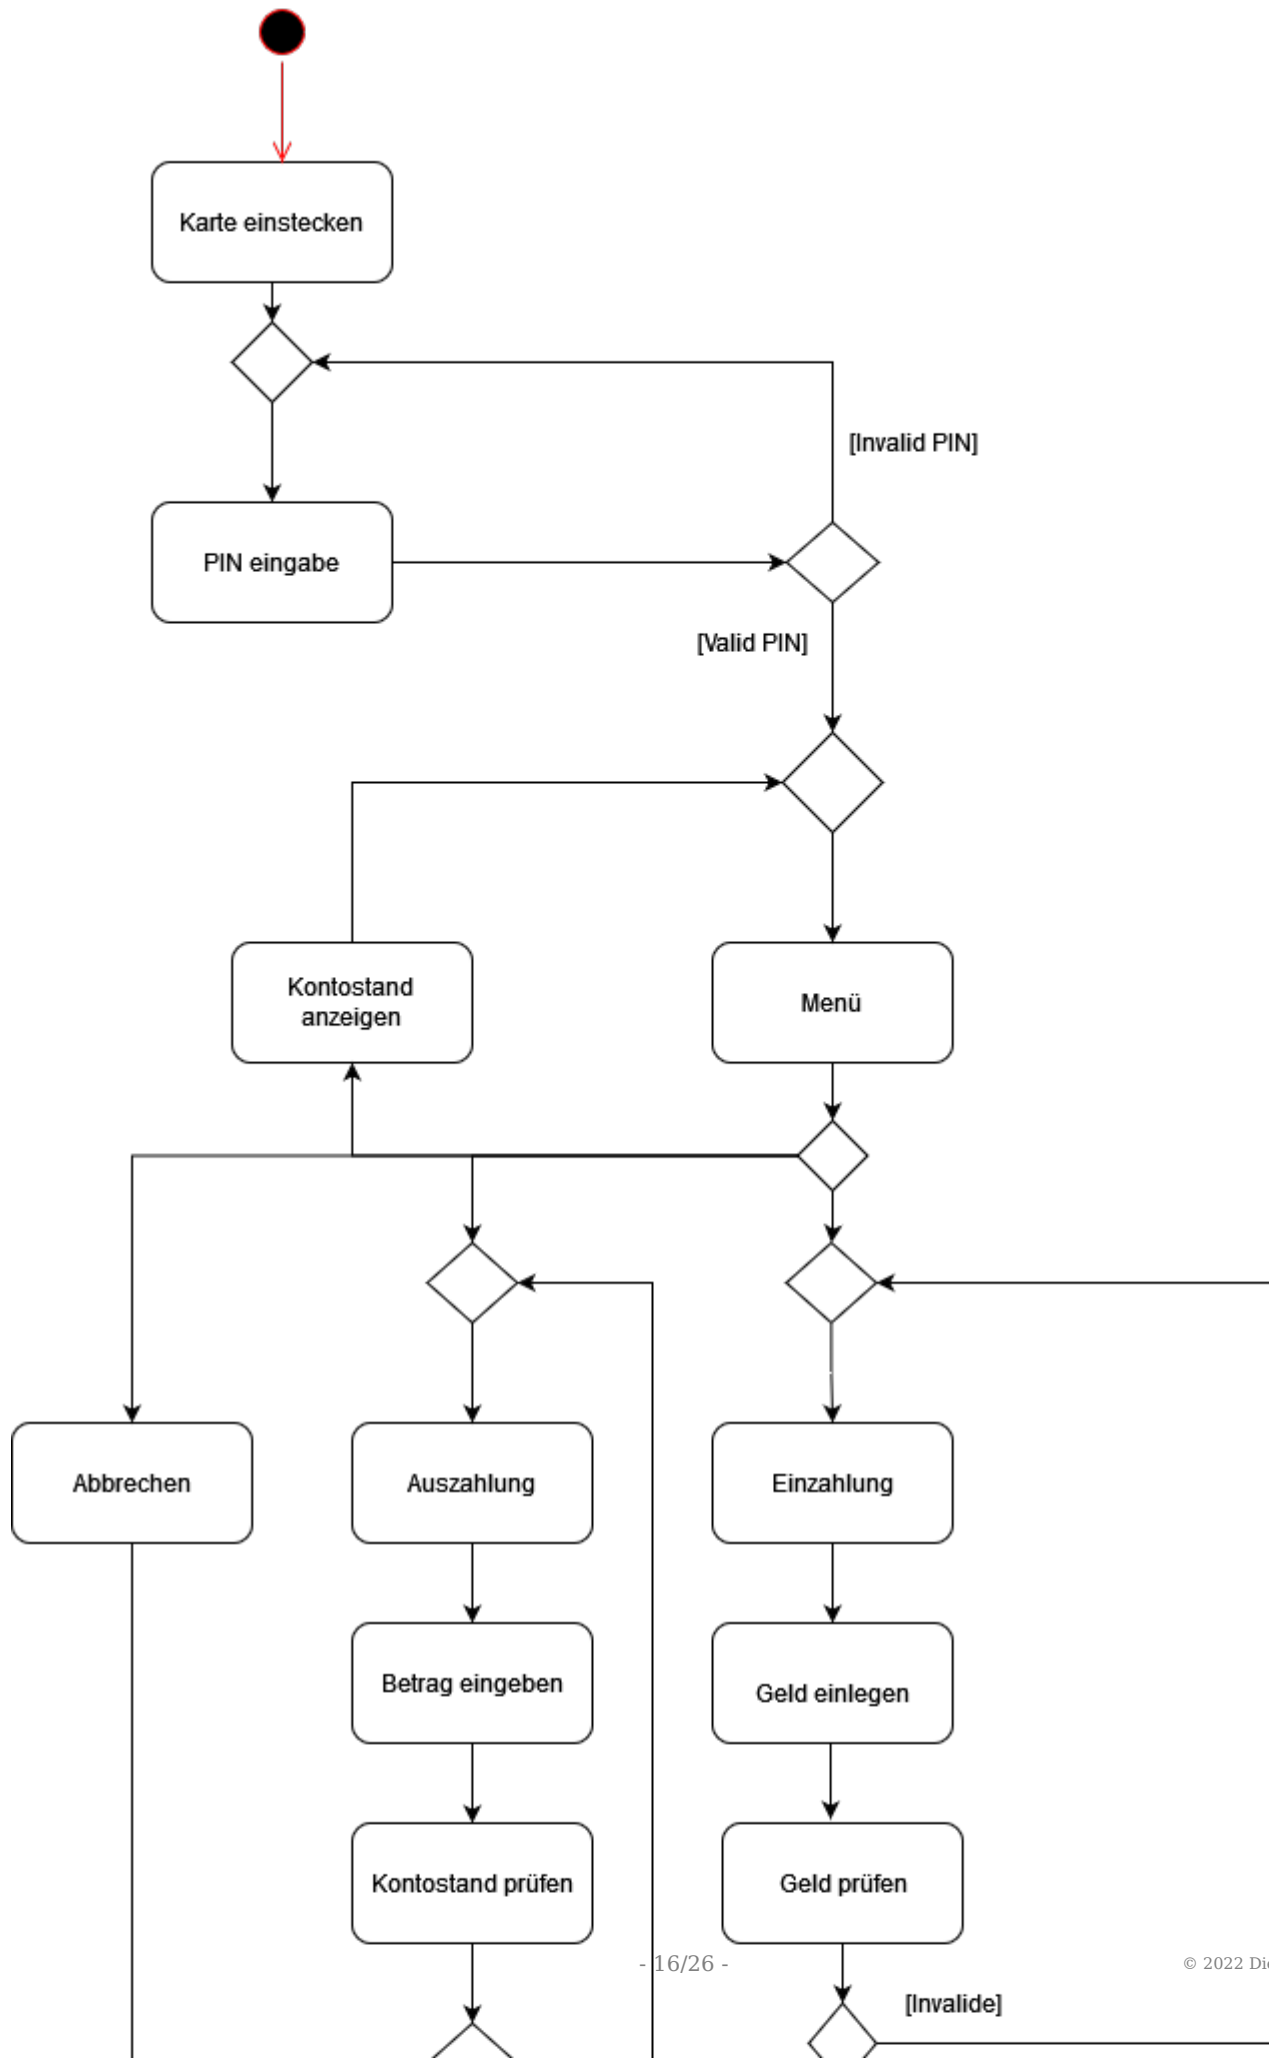 Karte einstecken
[Invalid PIN]
PIN eingabe
[Valid PIN]
Kontostand
anzeigen
Menü
Abbrechen
Auszahlung
Einzahlung
Betrag eingeben
Geld einlegen
Kontostand prüfen
Geld prüfen
- 16/26 -
© 2022 Di
[Invalide]